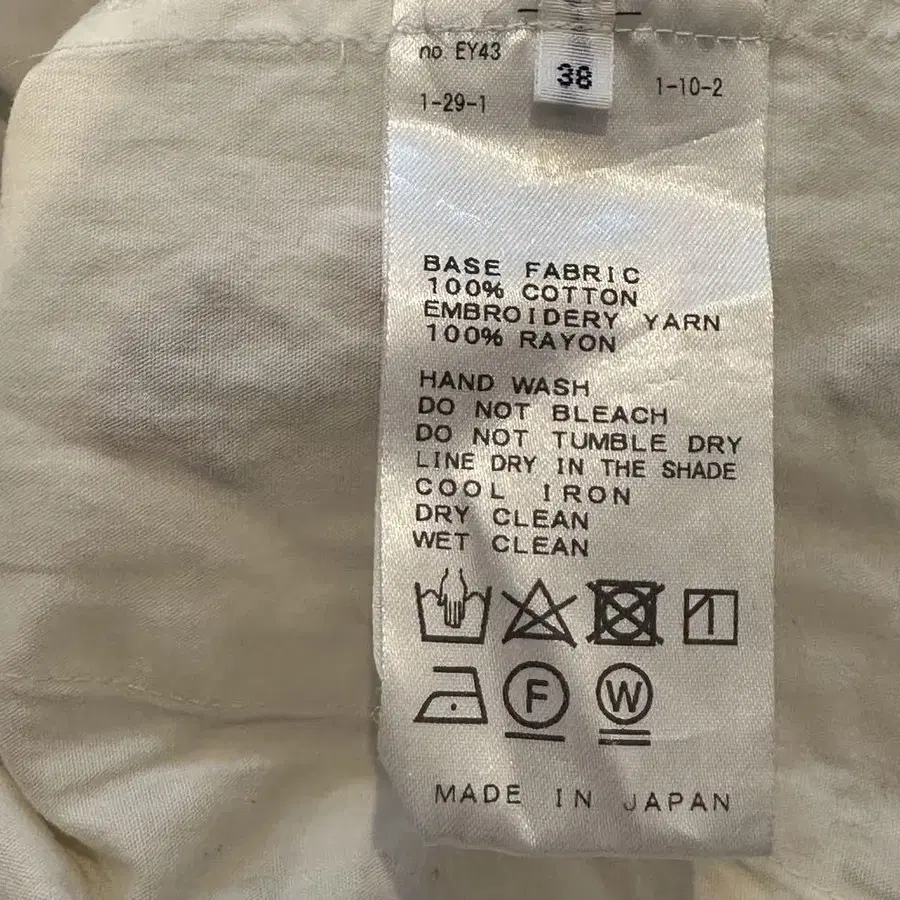 no EY43
38
1-10-2
1-29-1
BASE FABRIC
100% COTTON
EMBROIDERY YARN
100% RAYON
HAND WASH
DO NOT BLEACH
DO NOT TUMBLE DRY
LINE DRY IN THE SHADE
COOL IRON
DRY CLEAN
WET CLEAN
F W
MADE IN JAPAN